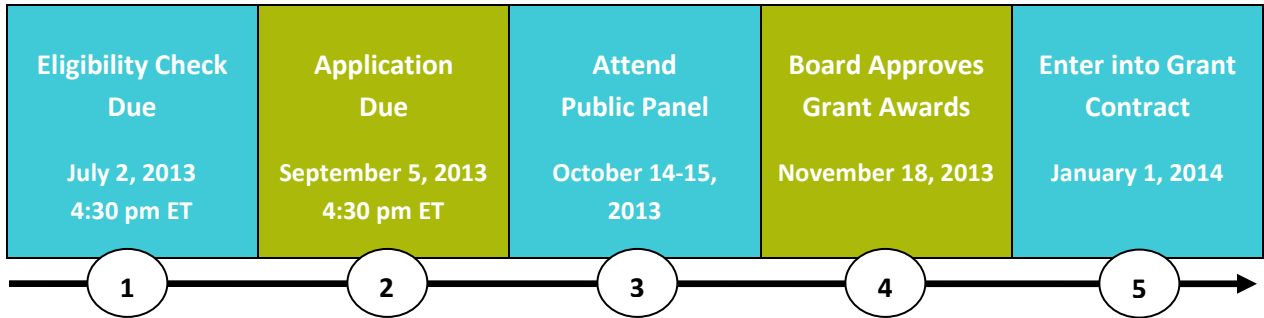 Eligibility Check
Due
July 2, 2013
4:30 pm ET
Application
Due
September 5, 2013
4:30 pm ET
Attend
Public Panel
October 14-15,
2013
Board Approves
Grant Awards
November 18, 2013
Enter into Grant
Contract
January 1, 2014
1
2
3
4
5